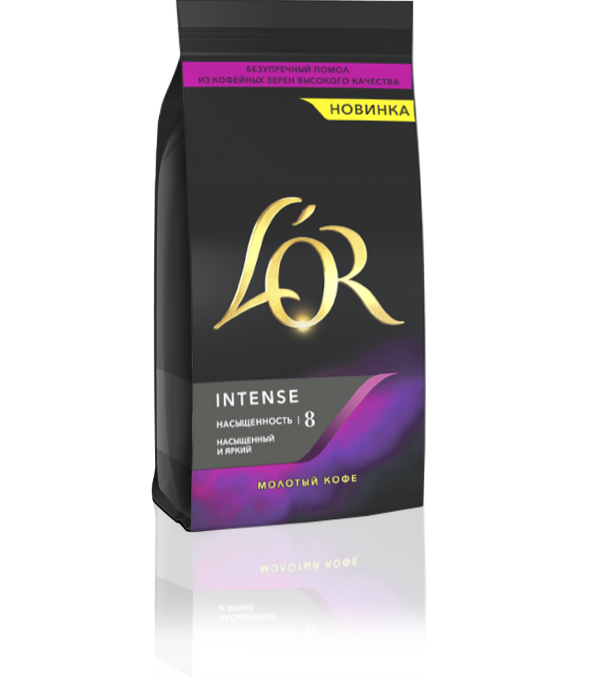 БЕЗУПРЕЧНЫЙ ПОМОЛ
ИЗ КОФЕЙНЫХ ЗЕРЕН ВЫСОКОГО КАЧЕСТВА
НОВИНКА
L'OR
INTENSE
НАСЫЩЕННОСТЬ | 8
НАСЫЩЕННЫЙ
И ЯРКИЙ
МОЛОТЫЙ КОФЕ